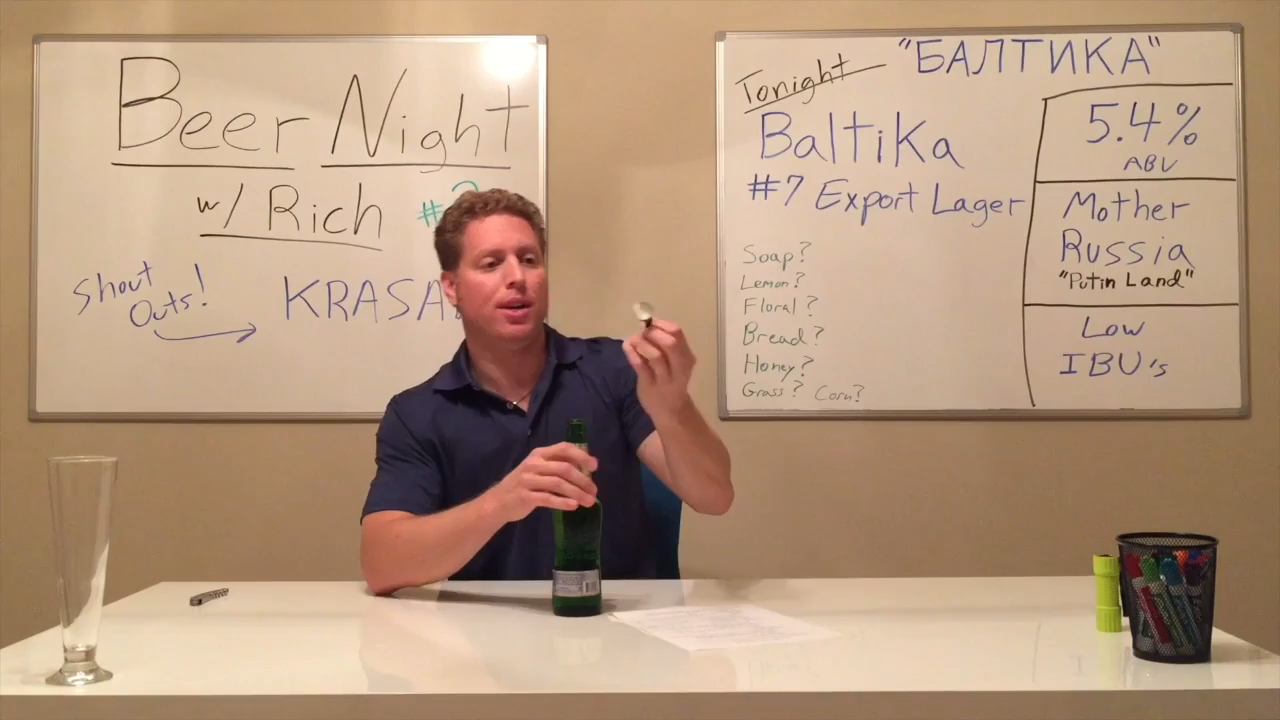 Beer Night
w/ Rich #
Shout
Outs!
KRASA
Tonight
"БАЛТИКА"
Baltika
#7 Export Lager
Soap?
Lemon?
Floral?
Bread?
Honey?
Grass? Corn?
5.4%
ABV
Mother
Russia
"Putin Land"
Low
IBU's